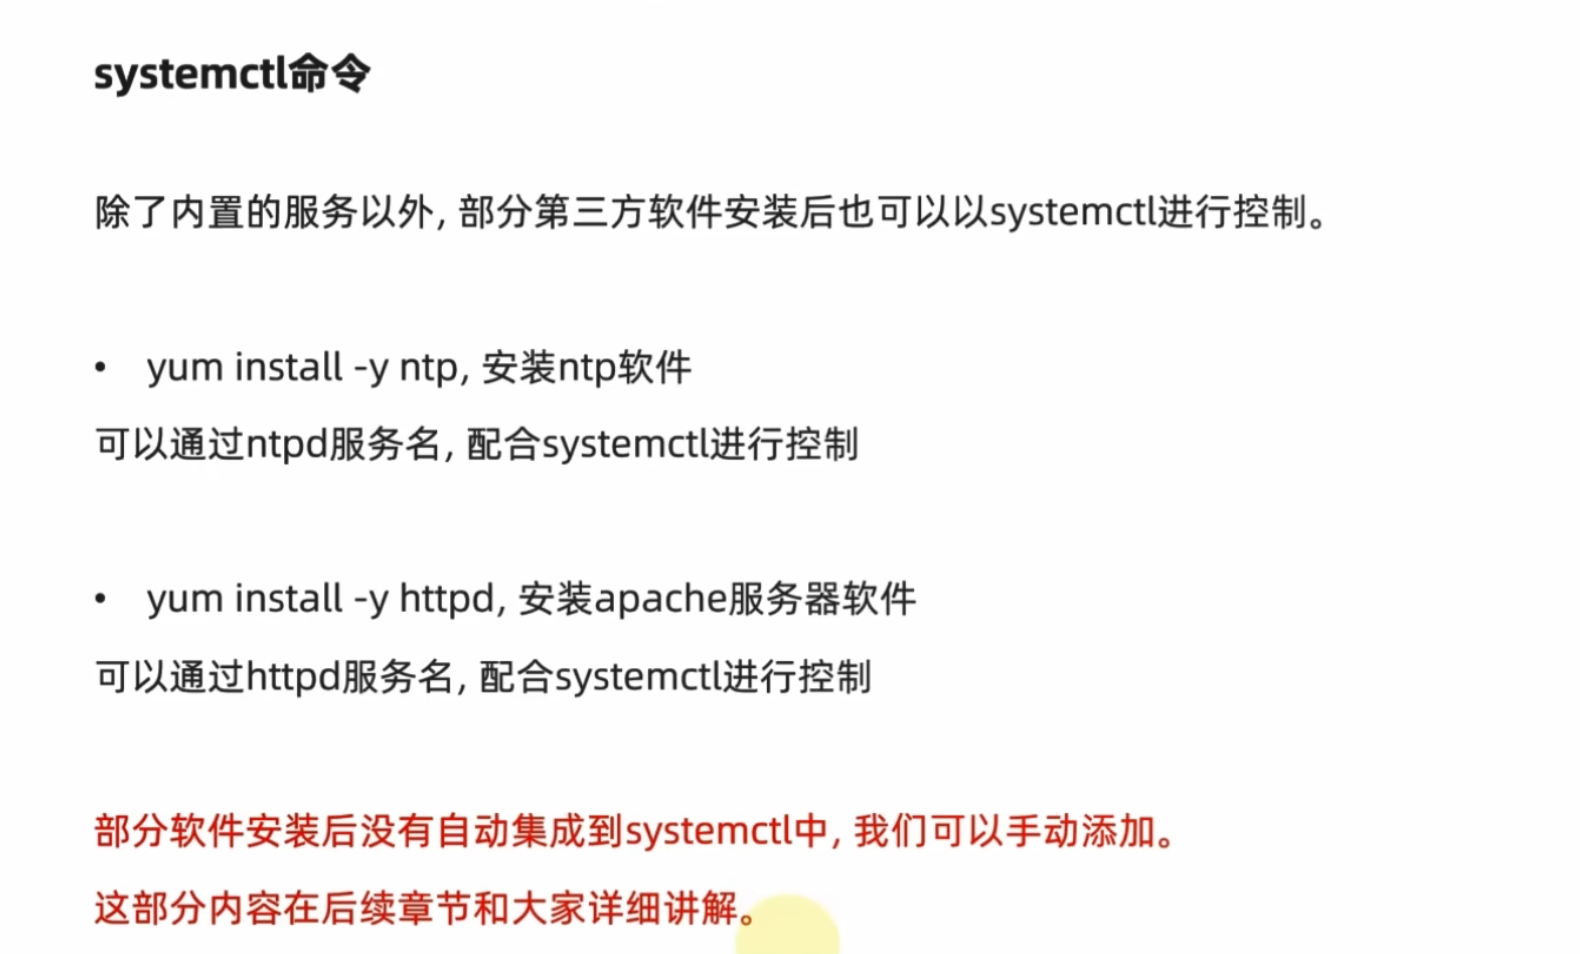 systemctl命令
除了内置的服务以外, 部分第三方软件安装后也可以以systemctl进行控制。
• yum install -y ntp, 安装ntp软件
可以通过ntpd服务名, 配合systemctl进行控制
• yum install -y httpd, 安装apache服务器软件
可以通过httpd服务名, 配合systemctl进行控制
部分软件安装后没有自动集成到systemctl中, 我们可以手动添加。
这部分内容在后续章节和大家详细讲解。